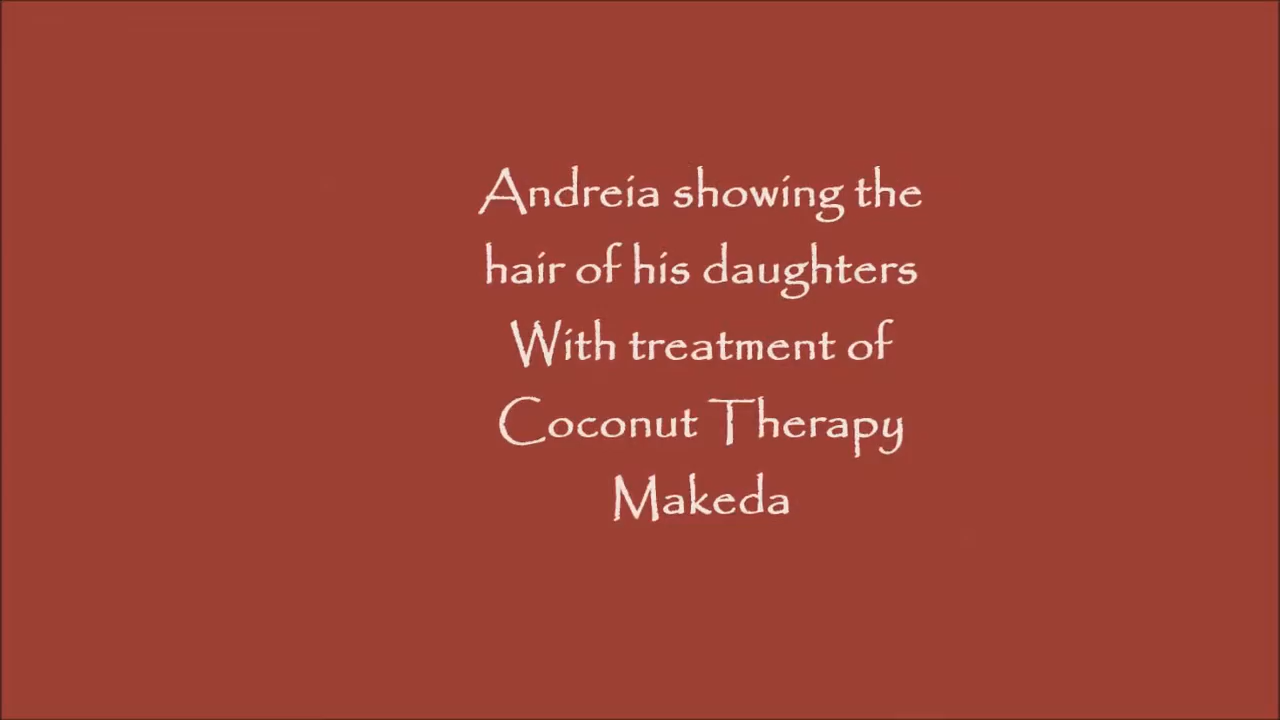 Andreia showing the
hair of his daughters
With treatment of
Coconut Therapy
Makeda